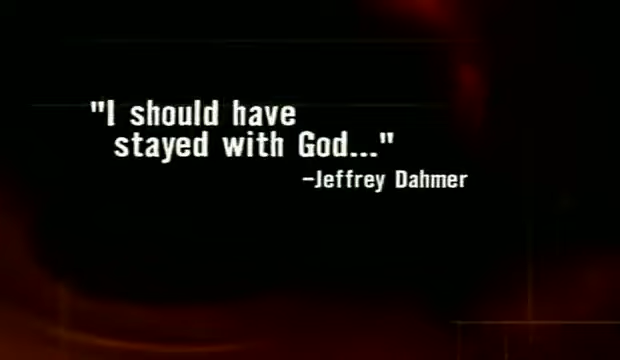 "I should have
stayed with God..."
–Jeffrey Dahmer